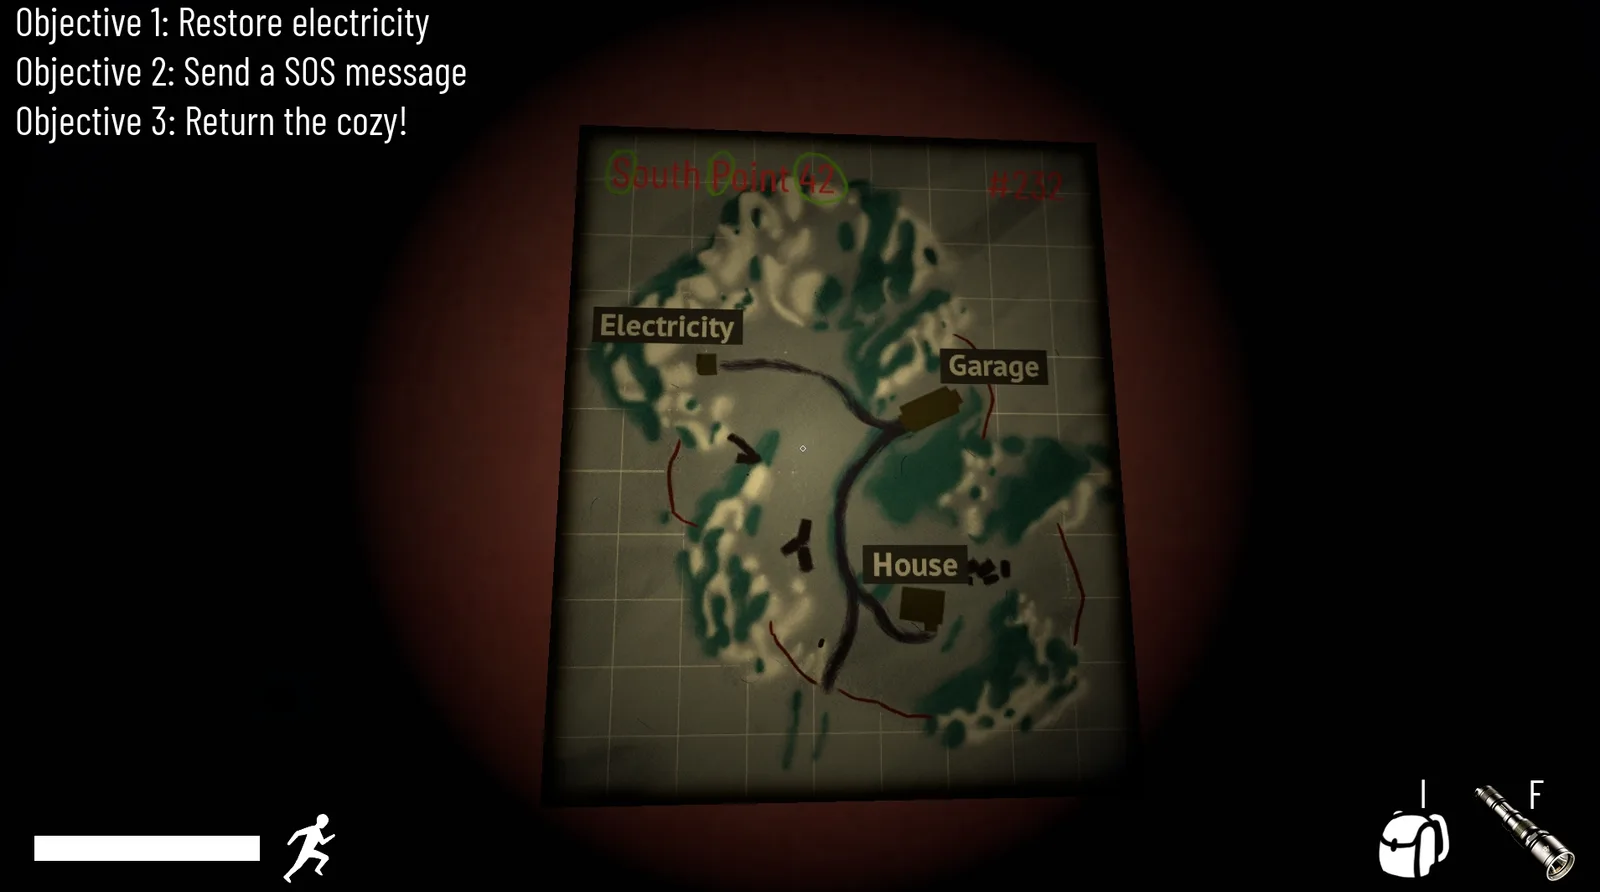 Objective 1: Restore electricity
Objective 2: Send a SOS message
Objective 3: Return the cozy!
South Point 42
#232
Electricity
Garage
House
I
F